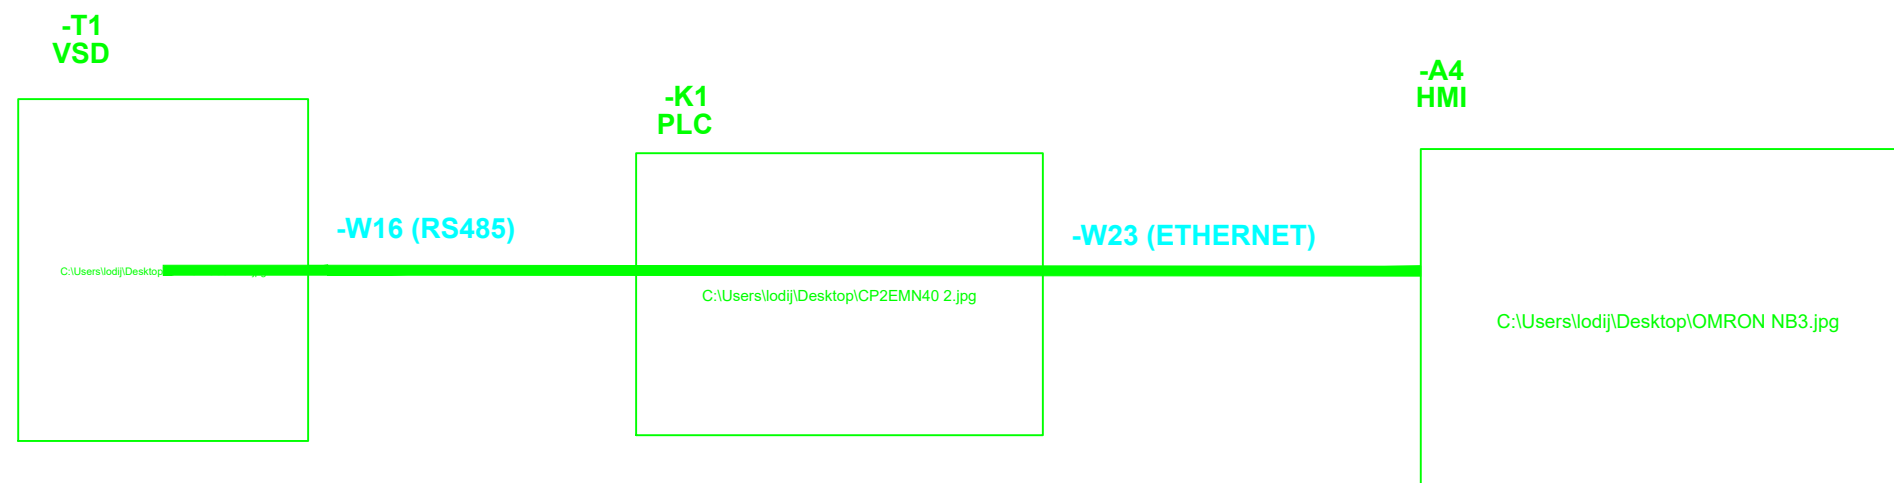 -T1
VSD
-K1
PLC
-A4
HMI
-W16 (RS485)
-W23 (ETHERNET)
C:\Users\lodij\Desktop
C:\Users\lodij\Desktop\CP2EMN40 2.jpg
C:\Users\lodij\Desktop\OMRON NB3.jpg